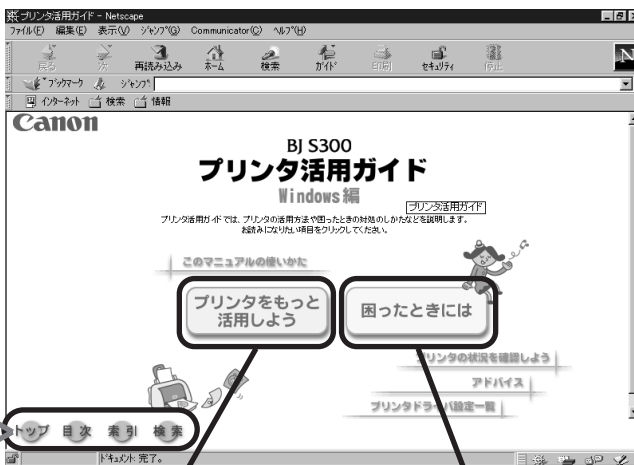 プリンタ活用ガイド - Netscape
ファイル(F) 編集(E) 表示(V) ジャンプ(G) Communicator(C) ヘルプ(H)
戻る 次 再読み込み ホーム 検索 ガイド 印刷 セキュリティ 停止
N
ブックマーク ジャンプ:
インターネット 検索 情報
Canon
BJ S300
プリンタ活用ガイド
Windows 編
プリンタ活用ガイド
プリンタ活用ガイドでは、プリンタの活用方法や困ったときの対処のしかたなどを説明します。
お読みになりたい項目をクリックしてください。
このマニュアルの使いかた
プリンタをもっと
活用しよう
困ったときには
プリンタの状況を確認しよう
アドバイス
プリンタドライバ設定一覧
トップ 目次 索引 検索
ドキュメント: 完了。